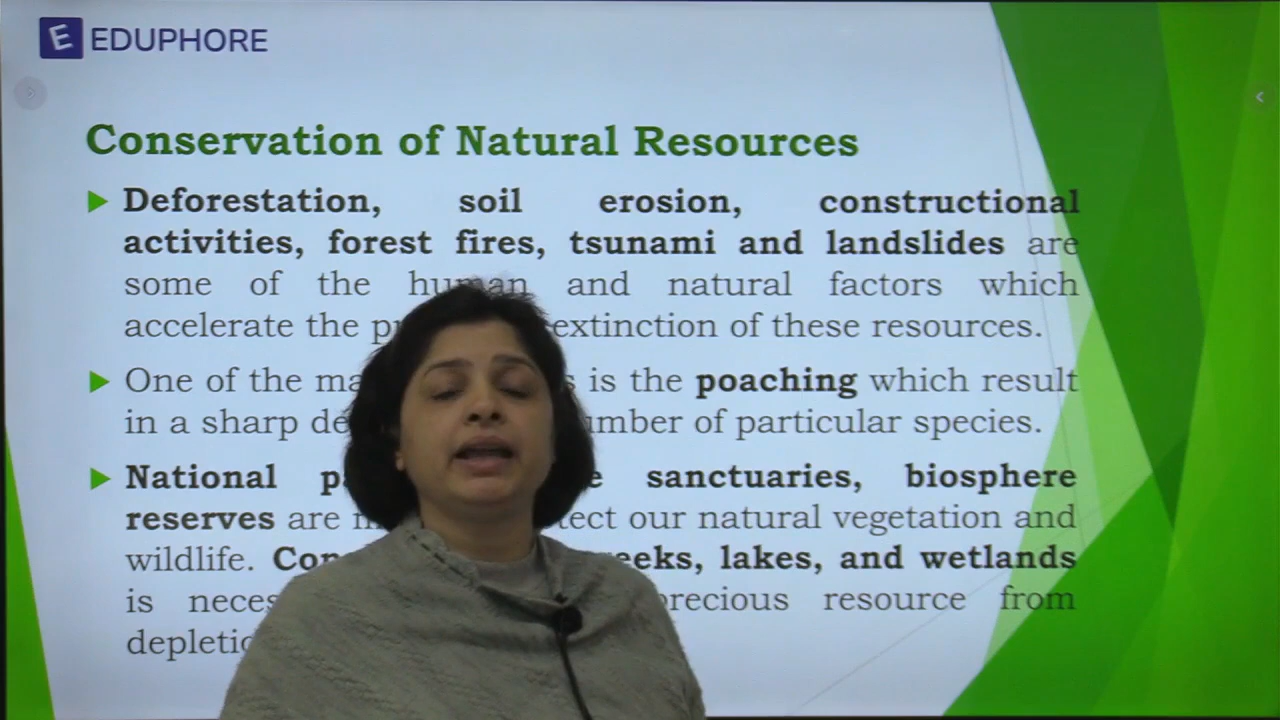 E EDUPHORE
Conservation of Natural Resources
Deforestation, soil erosion, constructional
activities, forest fires, tsunami and landslides are
some of the human and natural factors which
accelerate the extinction of these resources.
One of the is the poaching which result
in a sharp number of particular species.
National sanctuaries, biosphere
reserves are our natural vegetation and
wildlife. lakes, and wetlands
is precious resource from